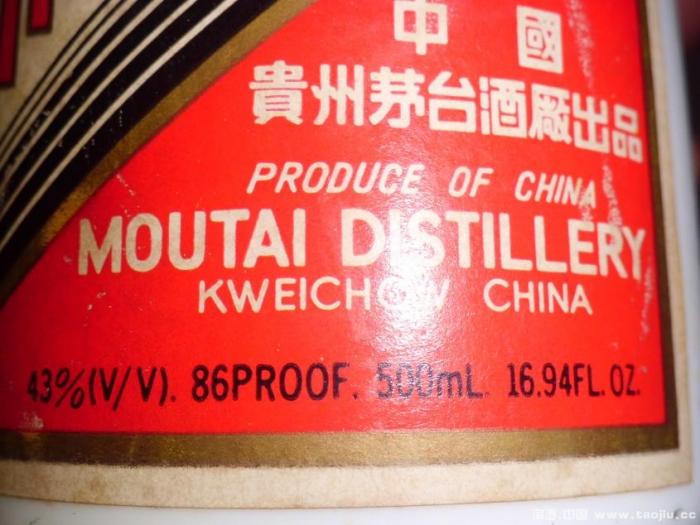 中國
貴州茅台酒厰出品
PRODUCE OF CHINA
MOUTAI DISTILLERY
KWEICHOW CHINA
43%(V/V). 86PROOF. 500mL. 16.94FL. OZ.
www.taojiu.cc